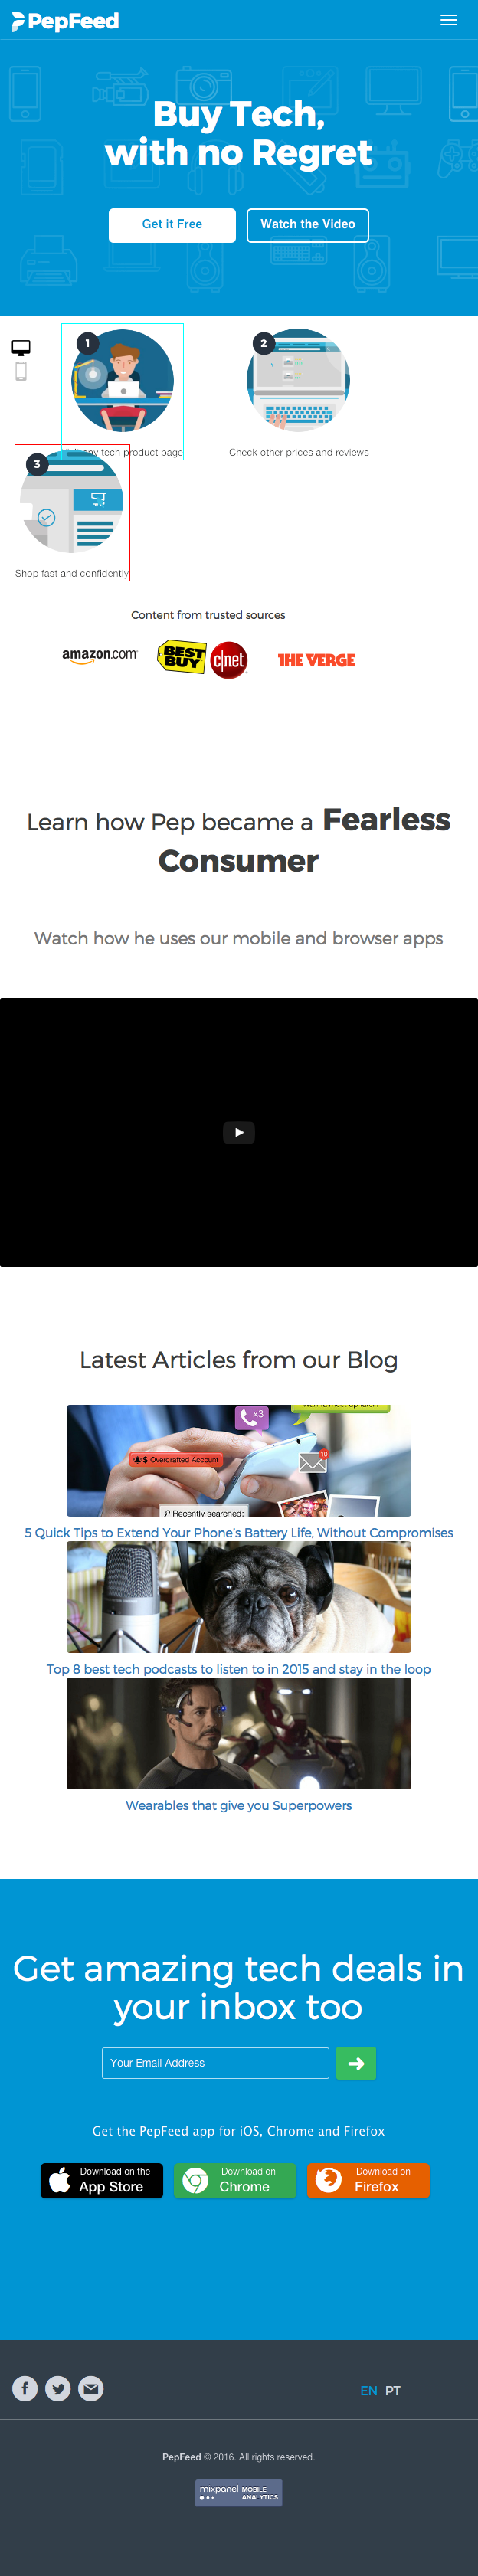 PepFeed
Buy Tech,
with no Regret
Get it Free
Watch the Video
1
2
any tech product page
Check other prices and reviews
3
Shop fast and confidently
Content from trusted sources
amazon.com
BEST
BUY
c|net
THE VERGE
Learn how Pep became a Fearless
Consumer
Watch how he uses our mobile and browser apps
Latest Articles from our Blog
x3
$ Overdrafted Account
10
Recently searched:
5 Quick Tips to Extend Your Phone's Battery Life, Without Compromises
Top 8 best tech podcasts to listen to in 2015 and stay in the loop
Wearables that give you Superpowers
Get amazing tech deals in
your inbox too
Your Email Address
Get the PepFeed app for iOS, Chrome and Firefox
Download on the
App Store
Download on
Chrome
Download on
Firefox
EN PT
PepFeed © 2016. All rights reserved.
mixpanel MOBILE
ANALYTICS